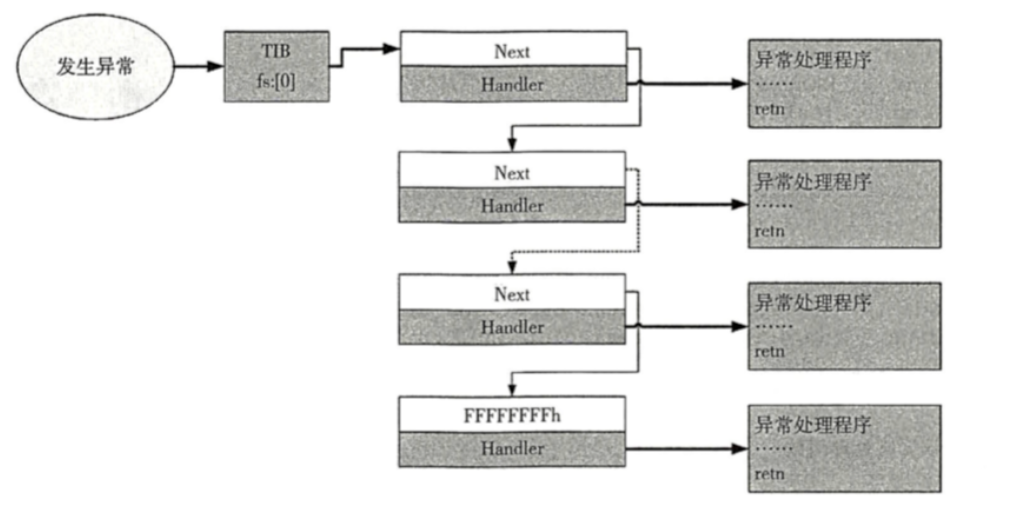 发生异常
TIB
fs:[0]
Next
Handler
异常处理程序
……
retn
Next
Handler
异常处理程序
……
retn
Next
Handler
异常处理程序
……
retn
FFFFFFFFh
Handler
异常处理程序
……
retn